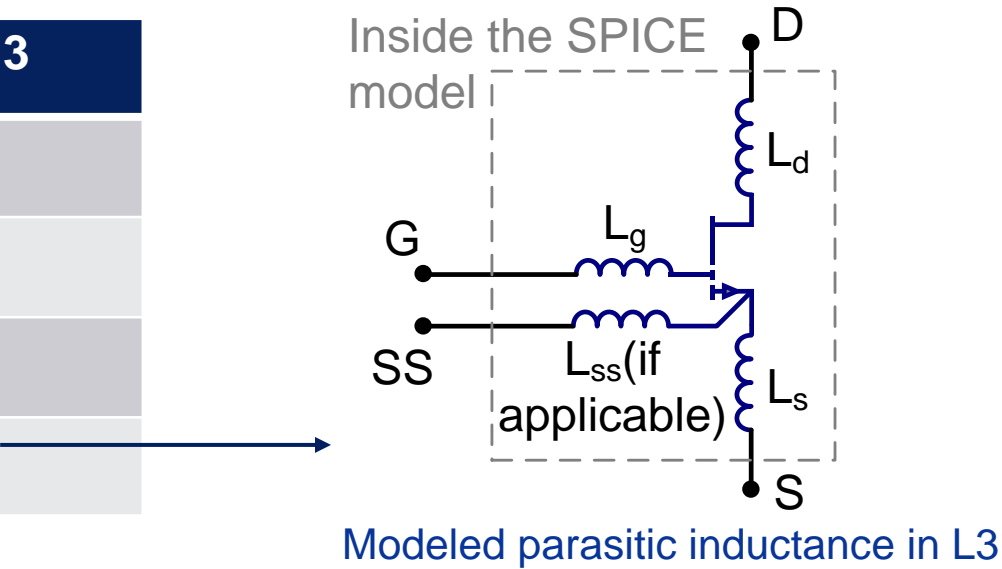 3
Inside the SPICE
model
D
Ld
Lg
G
SS
Lss(if
applicable)
Ls
S
Modeled parasitic inductance in L3